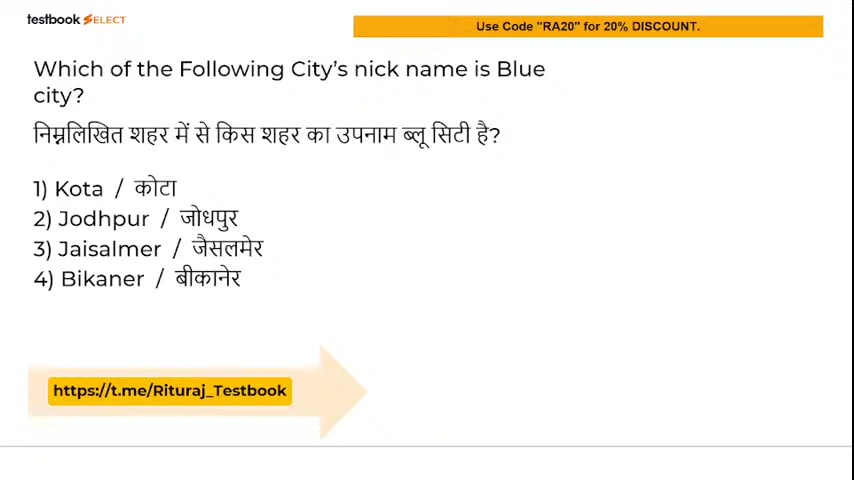 testbook SELECT
Use Code "RA20" for 20% DISCOUNT.
Which of the Following City's nick name is Blue
city?
निम्नलिखित शहर में से किस शहर का उपनाम ब्लू सिटी है?
1) Kota / कोटा
2) Jodhpur / जोधपुर
3) Jaisalmer / जैसलमेर
4) Bikaner / बीकानेर
https://t.me/Rituraj_Testbook